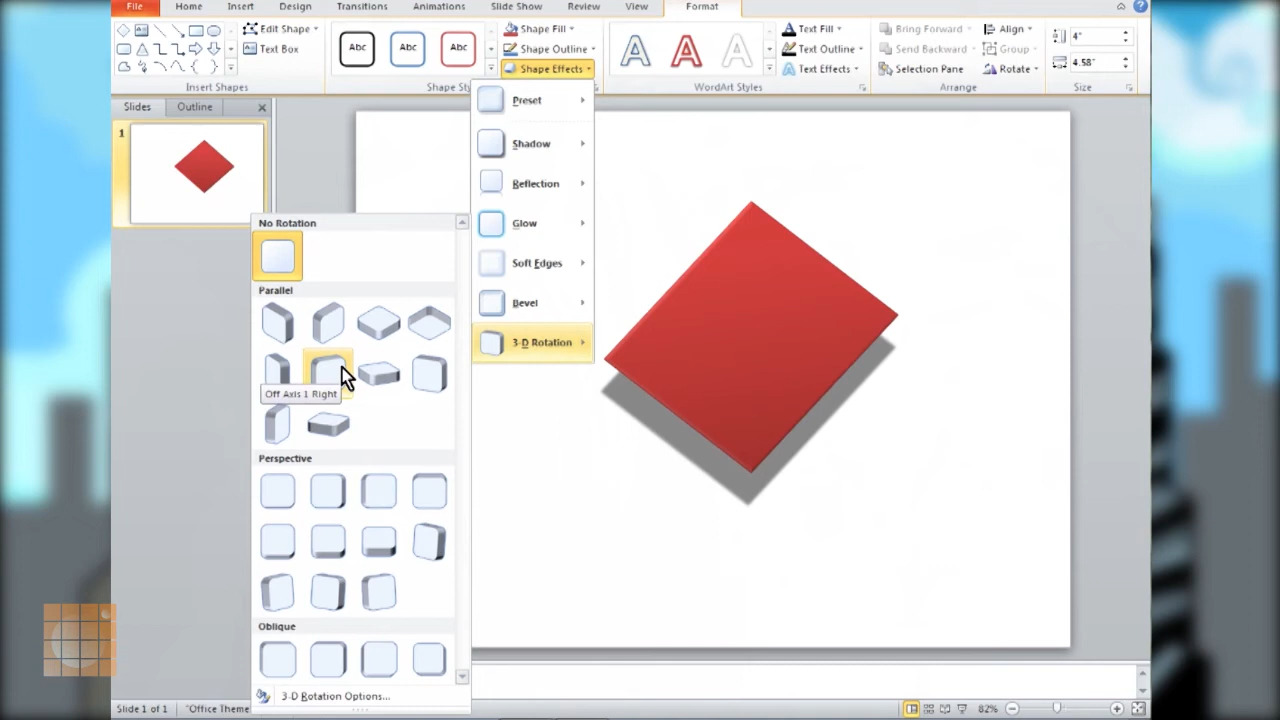 File Home Insert Design Transitions Animations Slide Show Review View Format
Edit Shape
Text Box
Insert Shapes
Abc Abc Abc
Shape Fill
Shape Outline
Shape Effects
Shape Sty
A A A
Text Fill
Text Outline
Text Effects
WordArt Styles
Bring Forward
Send Backward
Selection Pane
Align
Group
Rotate
Arrange
4"
4.58"
Size
Slides Outline
1
Preset
Shadow
Reflection
Glow
Soft Edges
Bevel
3-D Rotation
No Rotation
Parallel
Off Axis 1 Right
Perspective
Oblique
3-D Rotation Options...
Slide 1 of 1 "Office Theme
82%